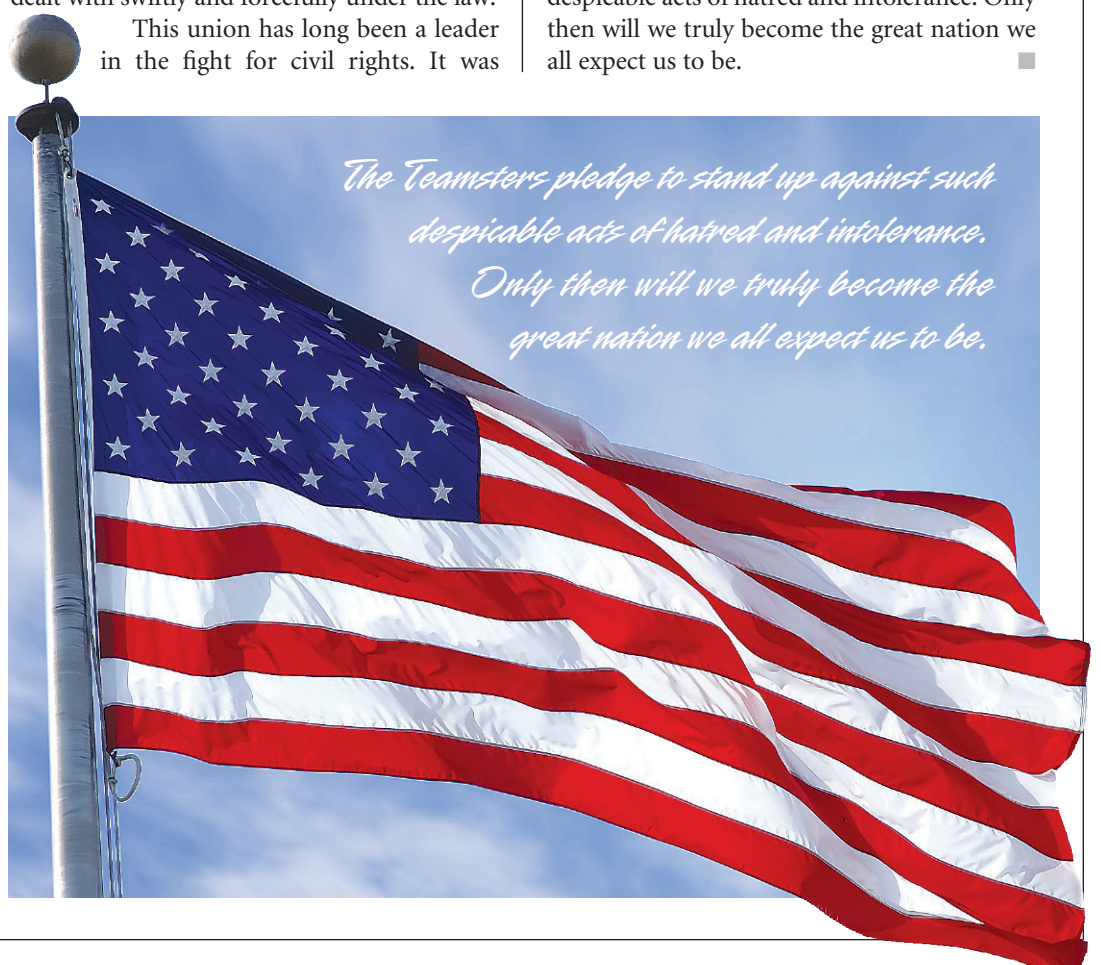 dealt with swiftly and forcefully under the law.
This union has long been a leader
in the fight for civil rights. It was
despicable acts of hatred and intolerance. Only
then will we truly become the great nation we
all expect us to be.
The Teamsters pledge to stand up against such
despicable acts of hatred and intolerance.
Only then will we truly become the
great nation we all expect us to be.